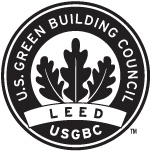 U.S. GREEN BUILDING COUNCIL
LEED
USGBC
TM